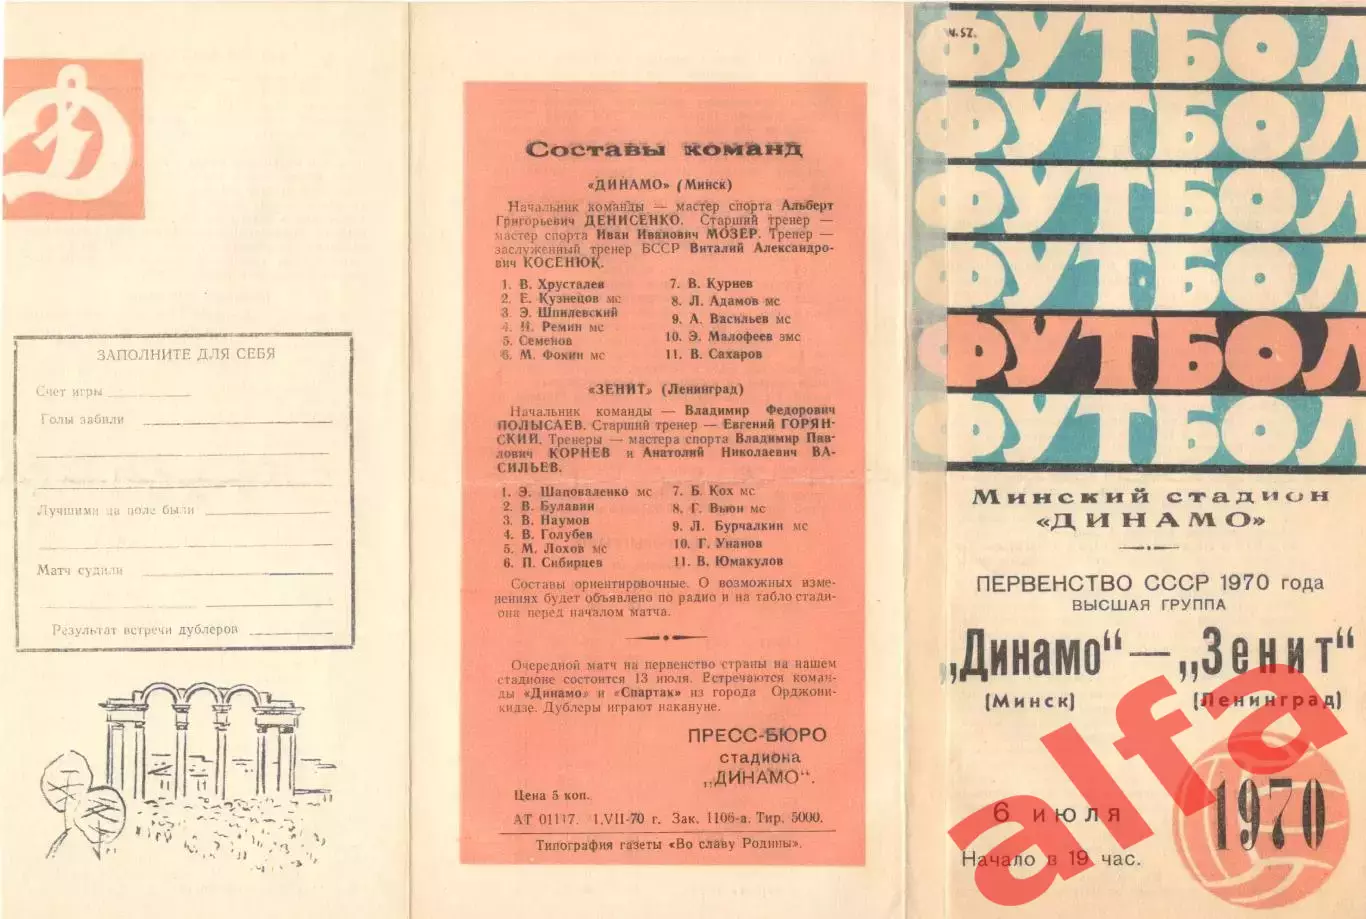 ЗАПОЛНИТЕ ДЛЯ СЕБЯ
Счет игры
Голы забили
Лучшими на поле были
Матч судили
Результат встречи дублеров
Составы команд
«ДИНАМО» (Минск)
Начальник команды — мастер спорта Альберт
Григорьевич ДЕНИСЕНКО. Старший тренер —
мастер спорта Иван Иванович МОЗЕР. Тренер —
заслуженный тренер БССР Виталий Александро-
вич КОСЕНЮК.
1. В. Хрусталев
2. Е. Кузнецов мс
3. Э. Шпилевский
4. Н. Ремин мс
5. Семенов
6. М. Фохин мс
7. В. Курнев
8. Л. Адамов мс
9. А. Васильев мс
10. Э. Малофеев змс
11. В. Сахаров
«ЗЕНИТ» (Ленинград)
Начальник команды — Владимир Федорович
ПОЛЫСАЕВ. Старший тренер — Евгений ГОРЯН-
СКИЙ. Тренеры — мастера спорта Владимир Пав-
лович КОРНЕВ и Анатолий Николаевич ВА-
СИЛЬЕВ.
1. Э. Шаповаленко мс
2. В. Булавин
3. В. Наумов
4. В. Голубев
5. М. Лохов мс
6. П. Сибирцев
7. Б. Кох мс
8. Г. Вьюн мс
9. Л. Бурчалкин мс
10. Г. Унанов
11. В. Юмакулов
Составы ориентировочные. О возможных изме-
нениях будет объявлено по радио и на табло стади-
она перед началом матча.
Очередной матч на первенство страны на нашем
стадионе состоится 13 июля. Встречаются коман-
ды «Динамо» и «Спартак» из города Орджони-
кидзе. Дублеры играют накануне.
ПРЕСС-БЮРО
стадиона
„ДИНАМО“.
Цена 5 коп.
АТ 01117. 1,VII-70 г. Зак. 1106-а. Тир. 5000.
Типография газеты «Во славу Родины».
W.SZ.
ФУТБОЛ
ФУТБОЛ
ФУТБОЛ
ФУТБОЛ
ФУТБОЛ
ФУТБОЛ
Минский стадион
«ДИНАМО»
ПЕРВЕНСТВО СССР 1970 года
ВЫСШАЯ ГРУППА
„Динамо“ — „Зенит“
(Минск) (Ленинград)
6 июля 1970
Начало в 19 час.
alfa